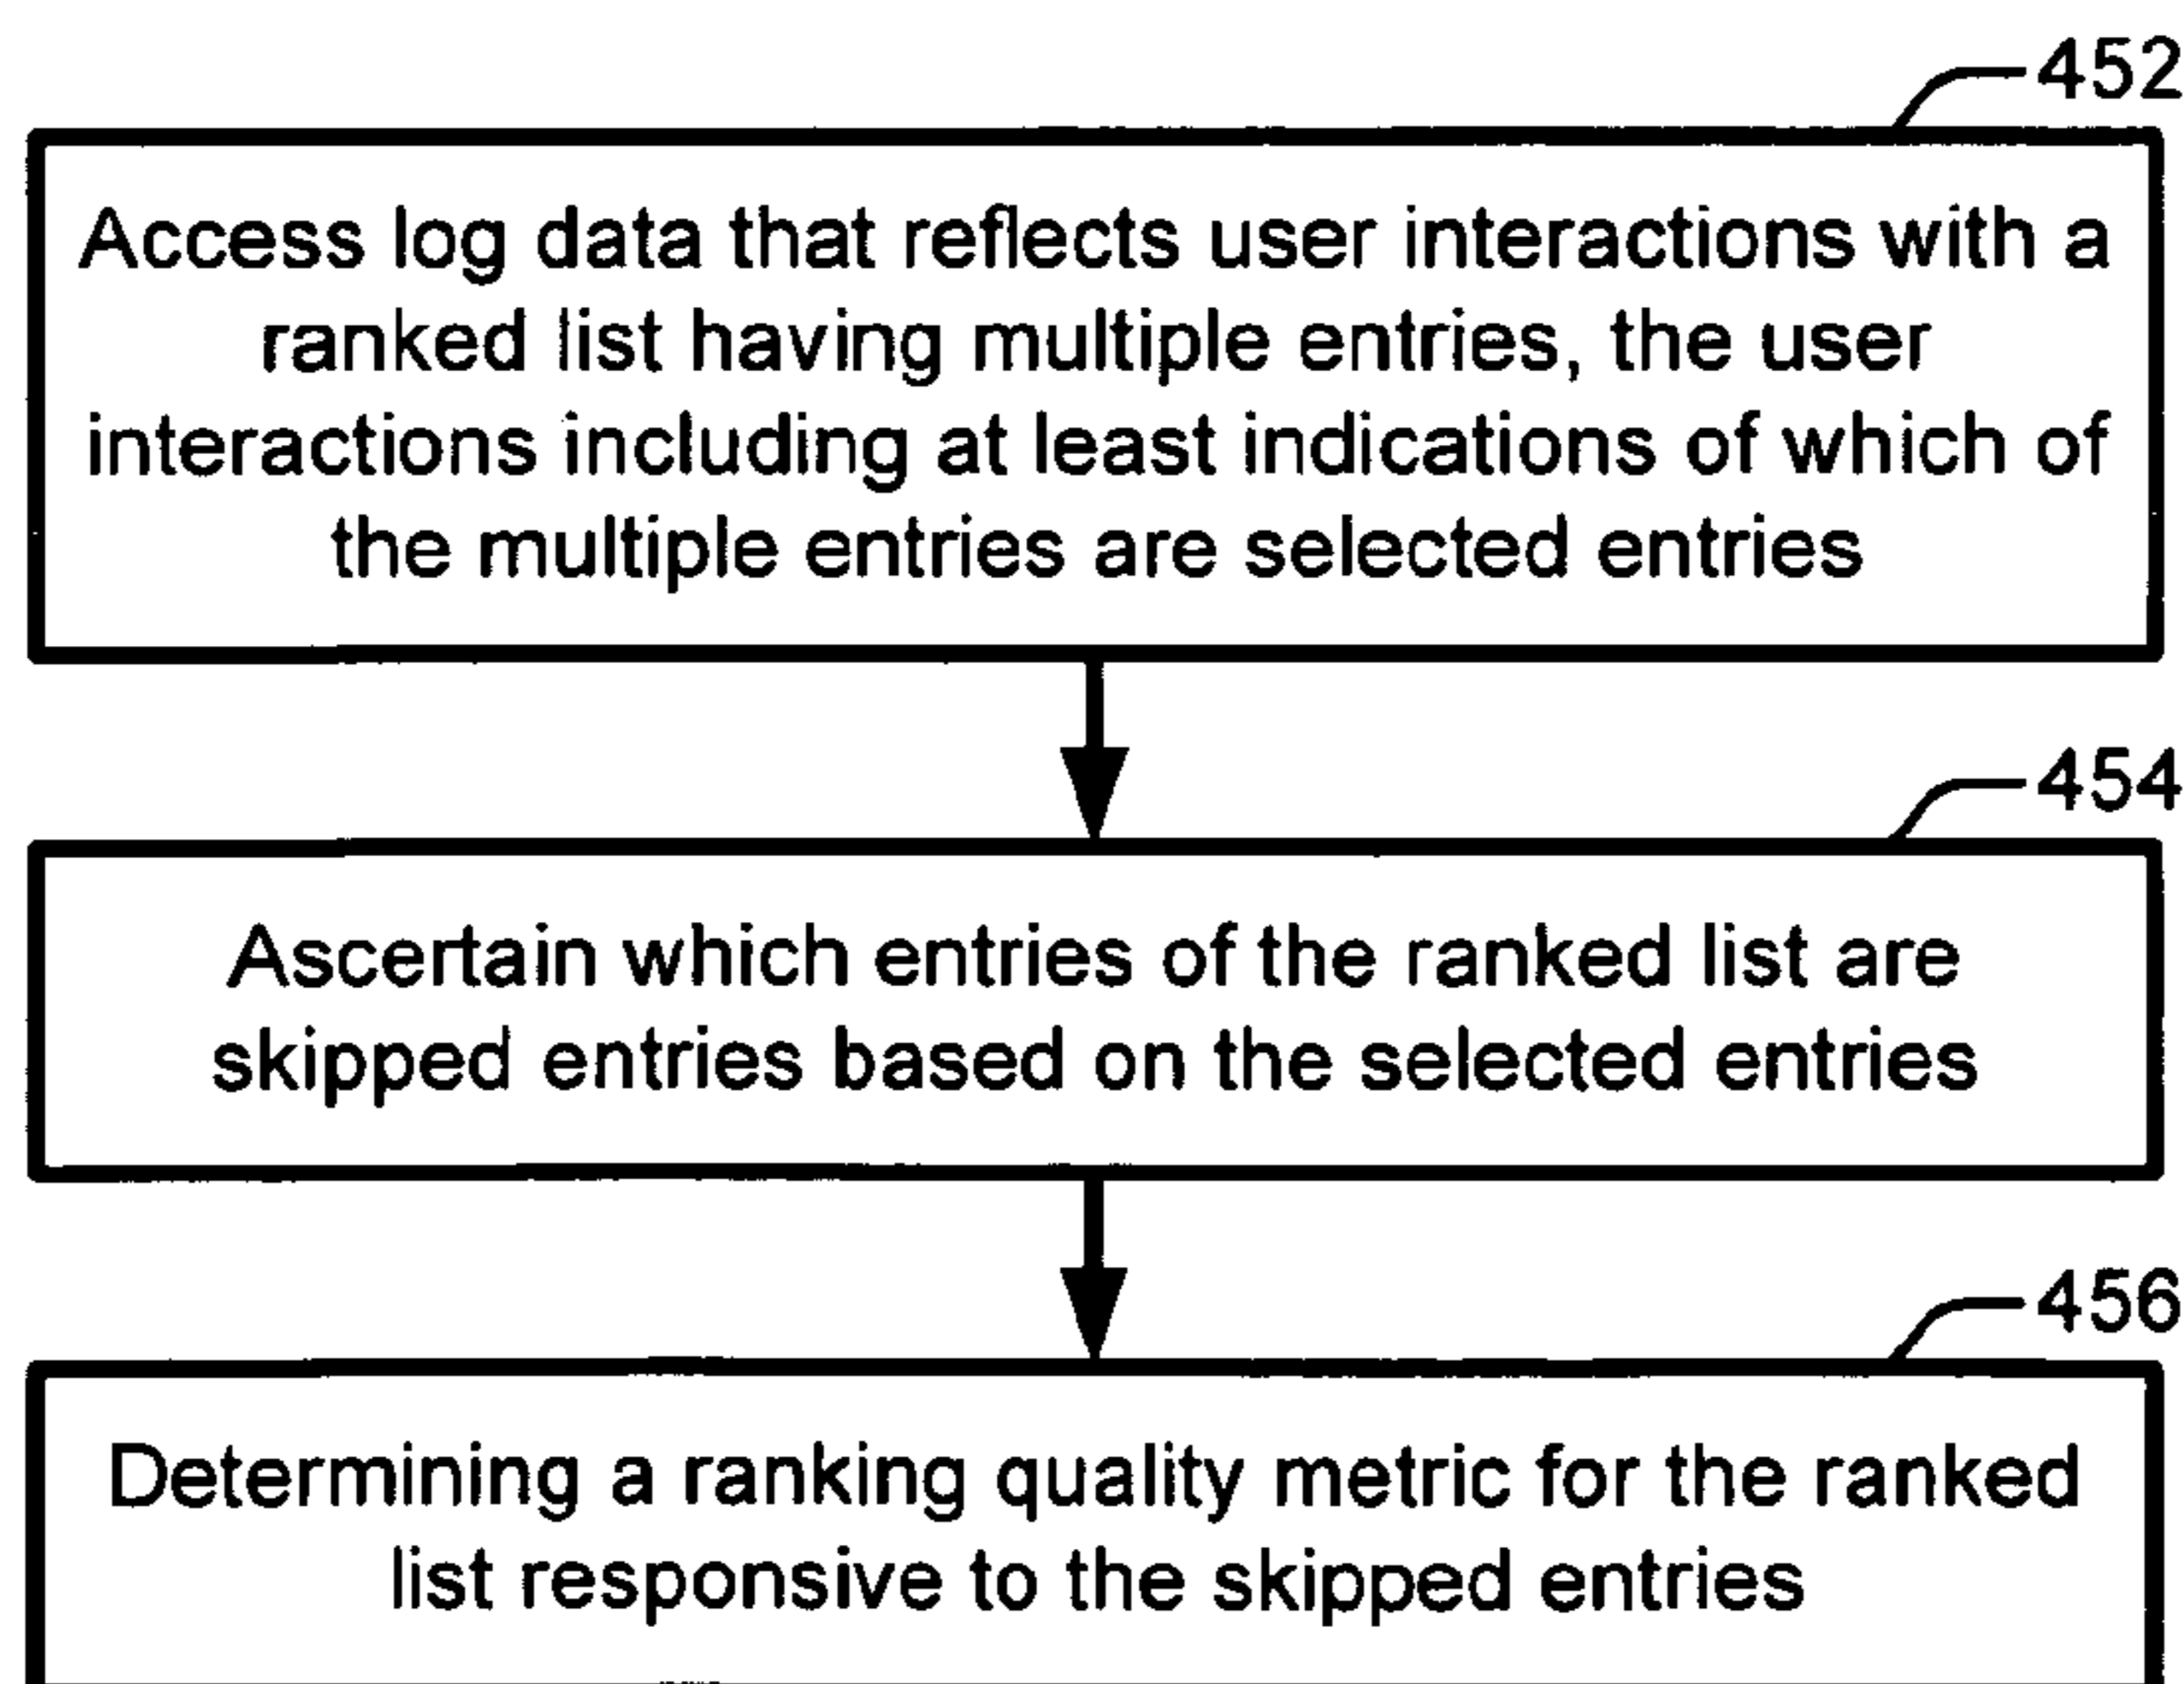 452
Access log data that reflects user interactions with a
ranked list having multiple entries, the user
interactions including at least indications of which of
the multiple entries are selected entries
454
Ascertain which entries of the ranked list are
skipped entries based on the selected entries
456
Determining a ranking quality metric for the ranked
list responsive to the skipped entries